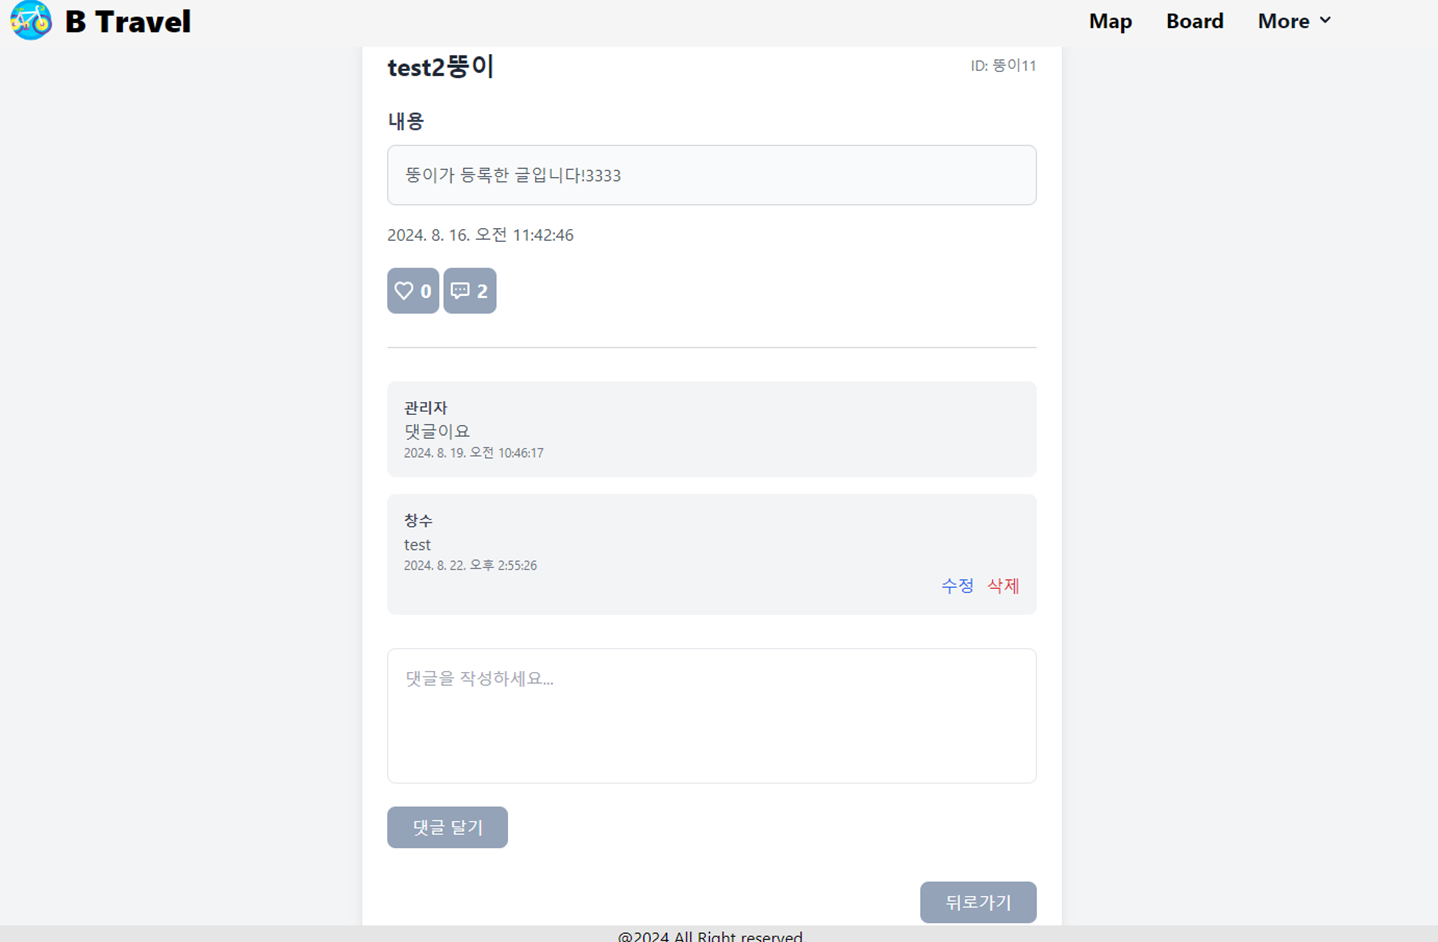 B Travel
Map Board More
test2뚱이
ID: 뚱이11
내용
뚱이가 등록한 글입니다!3333
2024. 8. 16. 오전 11:42:46
0 2
관리자
댓글이요
2024. 8. 19. 오전 10:46:17
창수
test
2024. 8. 22. 오후 2:55:26
수정 삭제
댓글을 작성하세요...
댓글 달기
뒤로가기
@2024 All Right reserved